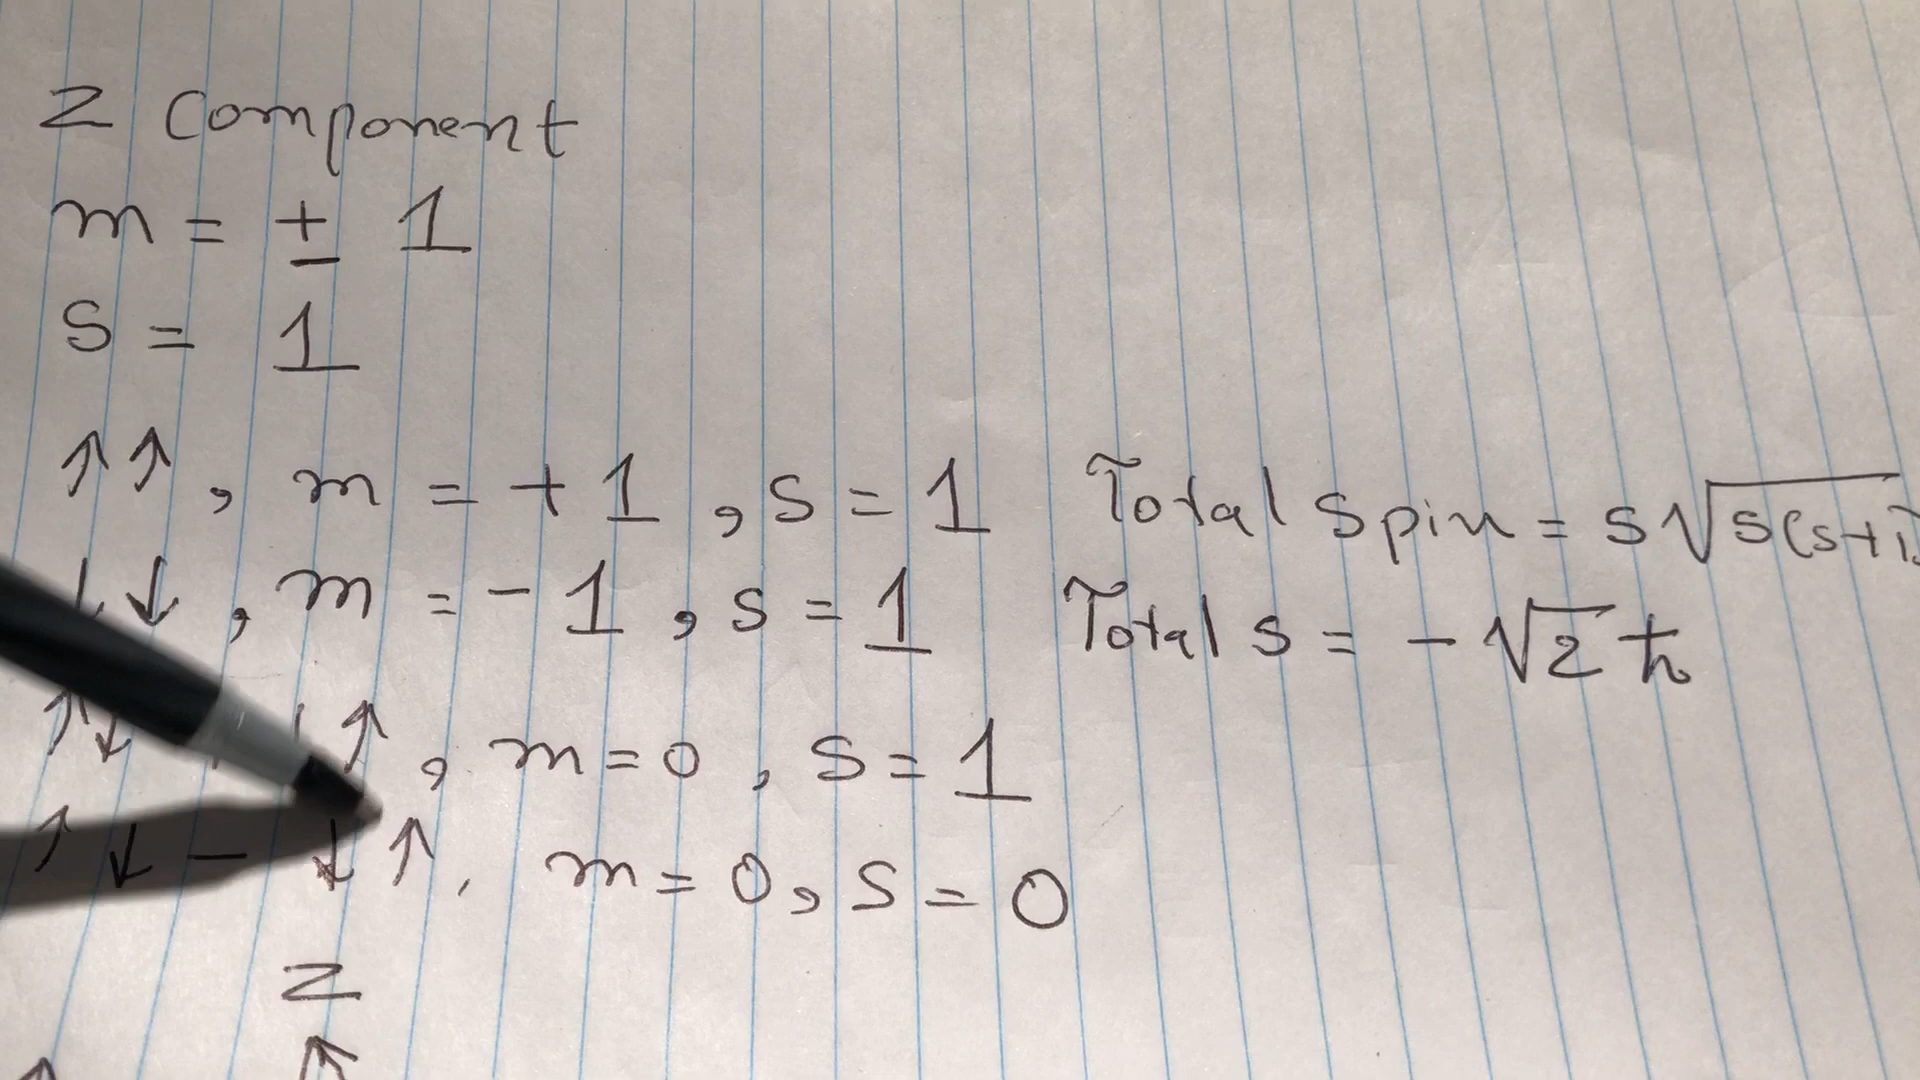 Z Component
m = ± 1
S = 1
↑↑, m = +1, S = 1 Total Spin = S√S(S+1)
↓↓, m = -1, S = 1 Total S = -√2 ħ
↑↓ ↓↑, m=0, S=1
↑↓ - ↓↑, m=0, S=0
Z
↑ ↑